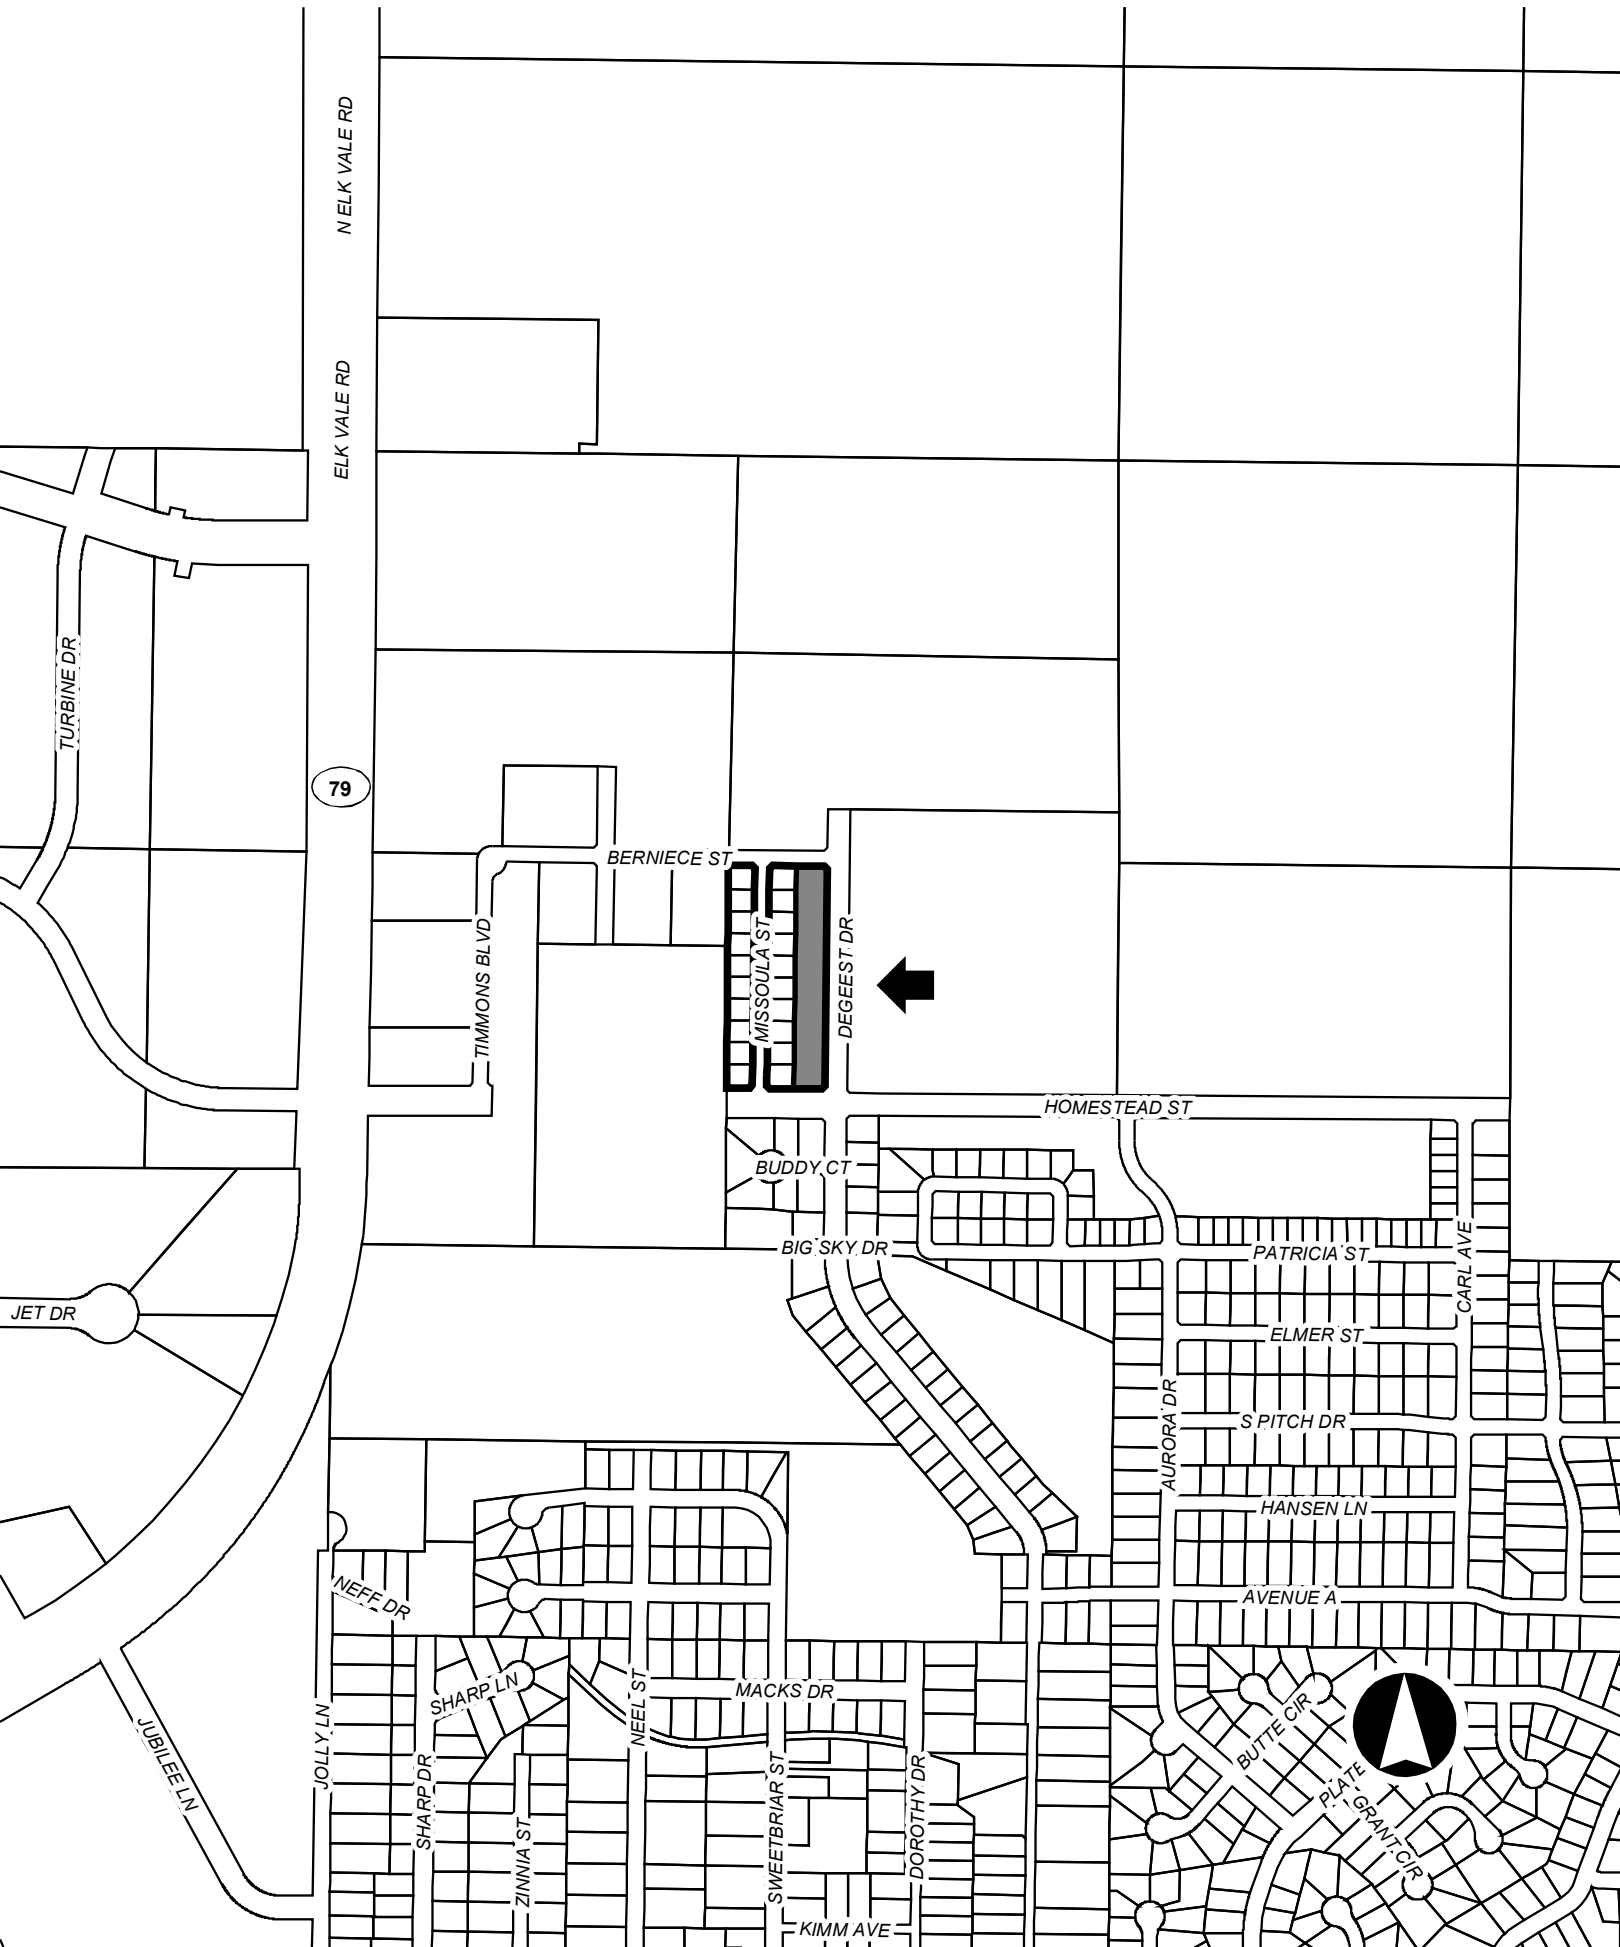 N ELK VALE RD
ELK VALE RD
TURBINE DR
79
BERNIECE ST
TIMMONS BLVD
MISSOULA ST
DEGEEST DR
HOMESTEAD ST
BUDDY CT
BIG SKY DR
PATRICIA ST
CARL AVE
JET DR
ELMER ST
AURORA DR
S PITCH DR
HANSEN LN
NEFF DR
AVENUE A
SHARP LN
MACKS DR
NEEL ST
JUBILEE LN
JOLLY LN
SHARP DR
ZINNIA ST
SWEETBRIAR ST
DOROTHY DR
BUTTE CIR
PLATE
GRANT CIR
KIMM AVE